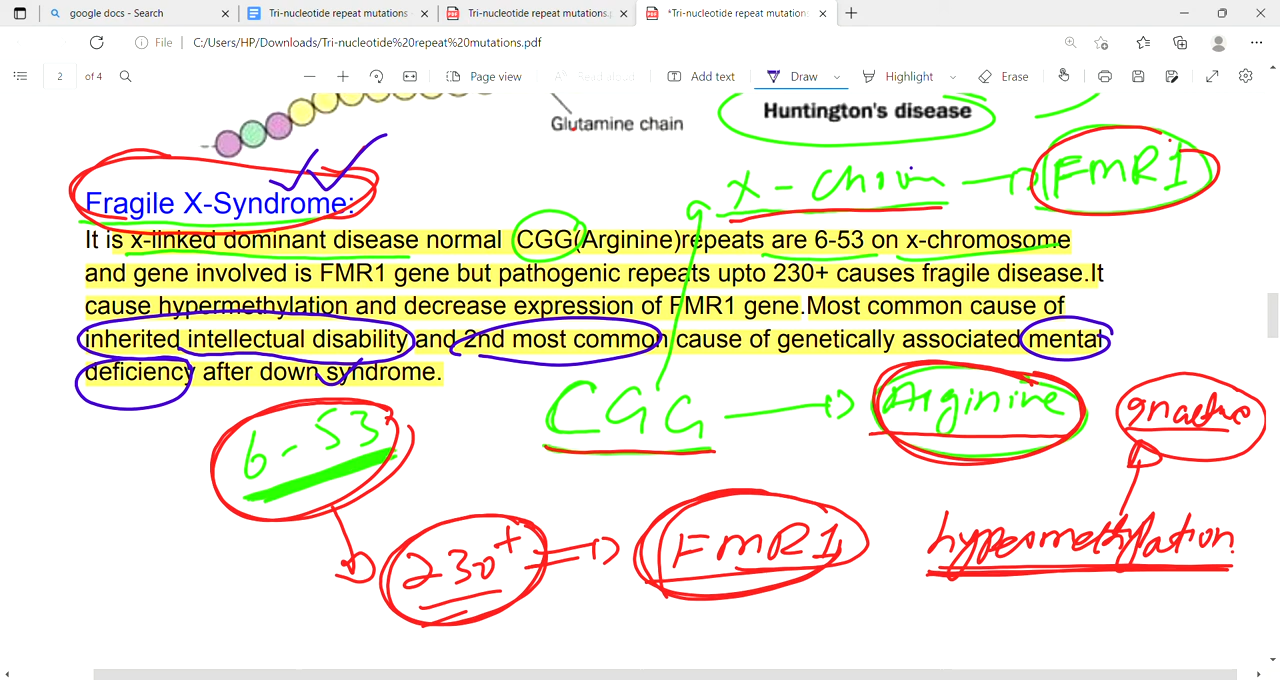 google docs - Search
Tri-nucleotide repeat mutations
Tri-nucleotide repeat mutations.p
*Tri-nucleotide repeat mutations
File C:/Users/HP/Downloads/Tri-nucleotide%20repeat%20mutations.pdf
2 of 4 Page view Read aloud Add text Draw Highlight Erase
Glutamine chain
Huntington's disease
X - Chrom
FMR1
Fragile X-Syndrome:
It is x-linked dominant disease normal CGG(Arginine)repeats are 6-53 on x-chromosome
and gene involved is FMR1 gene but pathogenic repeats upto 230+ causes fragile disease.It
cause hypermethylation and decrease expression of FMR1 gene.Most common cause of
inherited intellectual disability and 2nd most common cause of genetically associated mental
deficiency after down syndrome.
6-53
CGG
Arginine
230+
FMR1
hypermethylation